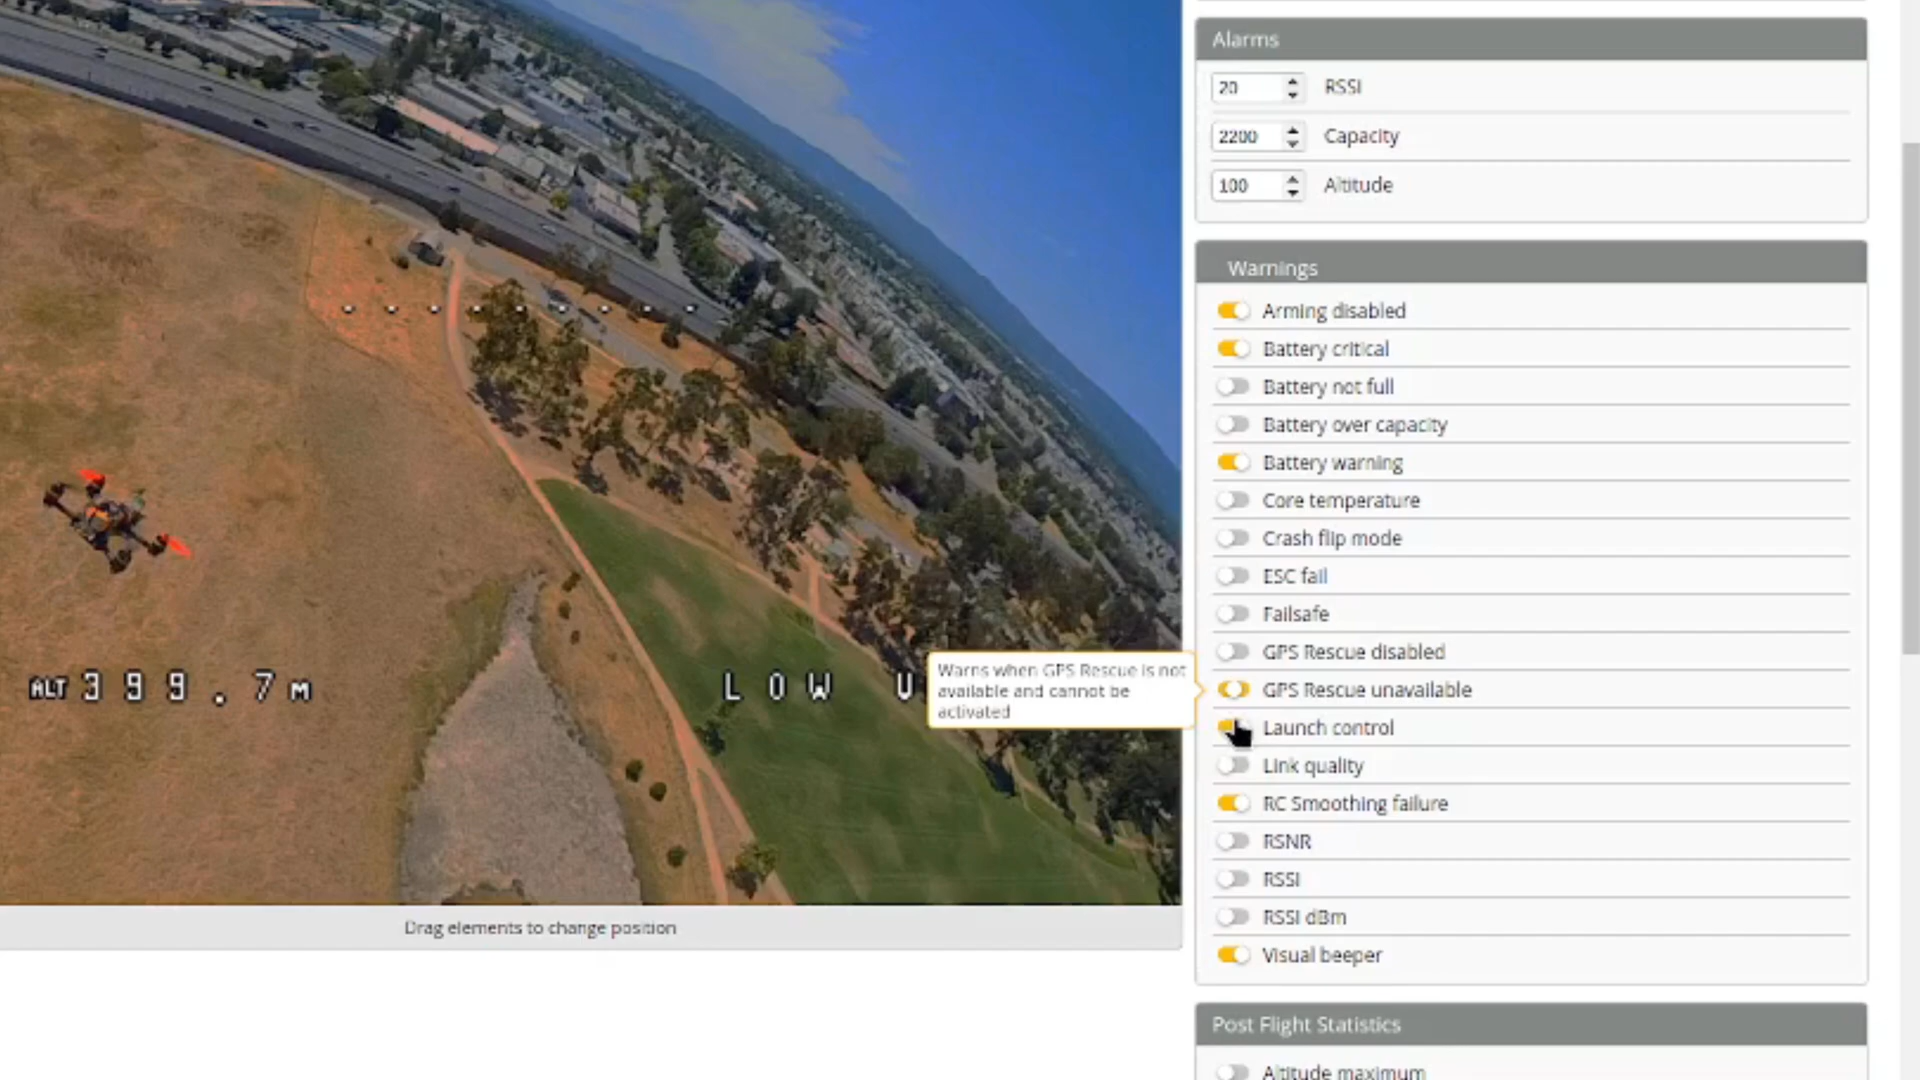 Alarms
20 RSSI
2200 Capacity
100 Altitude
Warnings
Arming disabled
Battery critical
Battery not full
Battery over capacity
Battery warning
Core temperature
Crash flip mode
ESC fail
Failsafe
GPS Rescue disabled
GPS Rescue unavailable
Launch control
Link quality
RC Smoothing failure
RSNR
RSSI
RSSI dBm
Visual beeper
Post Flight Statistics
Altitude maximum
ALT 399.7M
LOW
Warns when GPS Rescue is not
available and cannot be
activated
Drag elements to change position